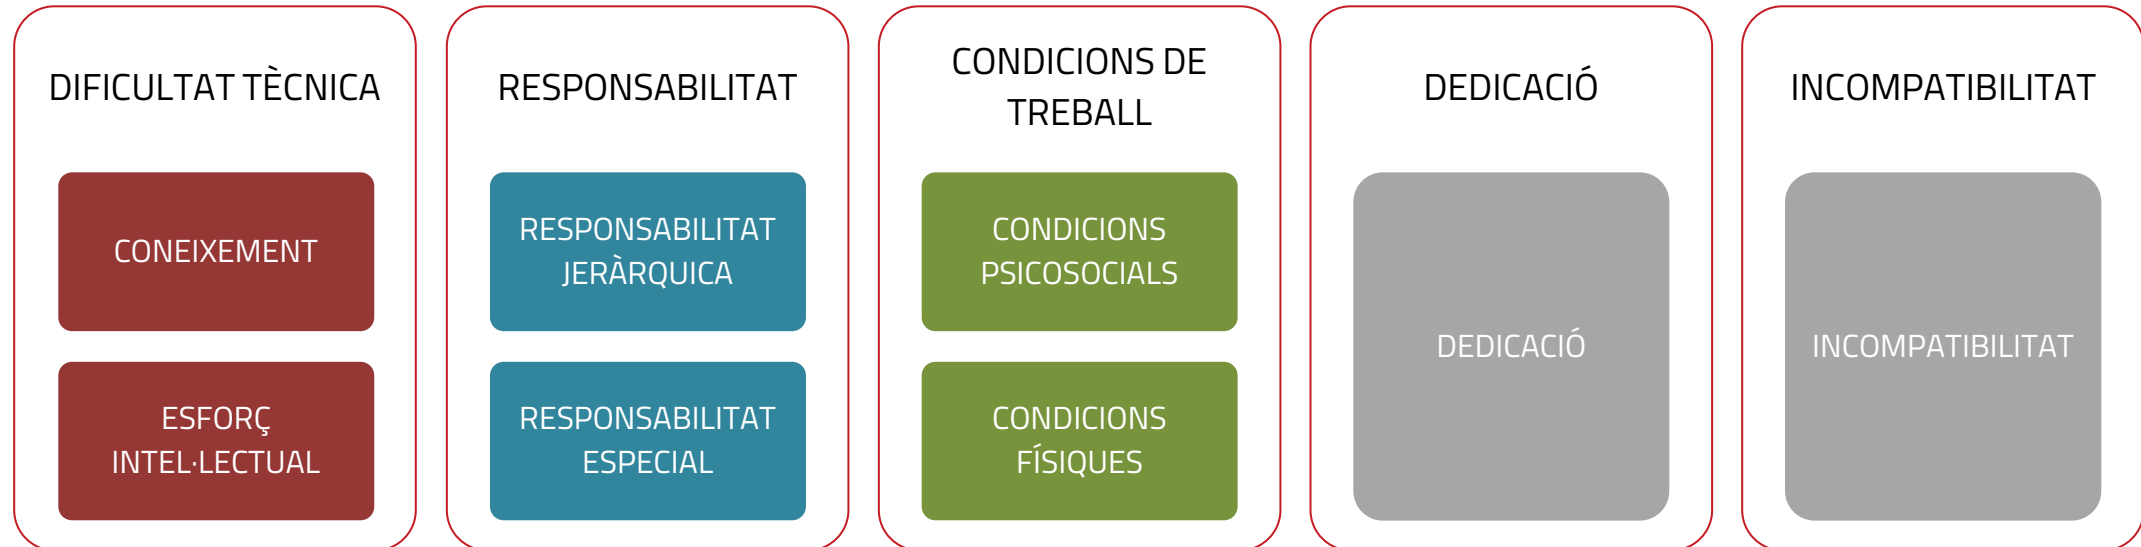 DIFICULTAT TÈCNICA
CONEIXEMENT
ESFORÇ
INTEL·LECTUAL
RESPONSABILITAT
RESPONSABILITAT
JERÀRQUICA
RESPONSABILITAT
ESPECIAL
CONDICIONS DE
TREBALL
CONDICIONS
PSICOSOCIALS
CONDICIONS
FÍSIQUES
DEDICACIÓ
DEDICACIÓ
INCOMPATIBILITAT
INCOMPATIBILITAT